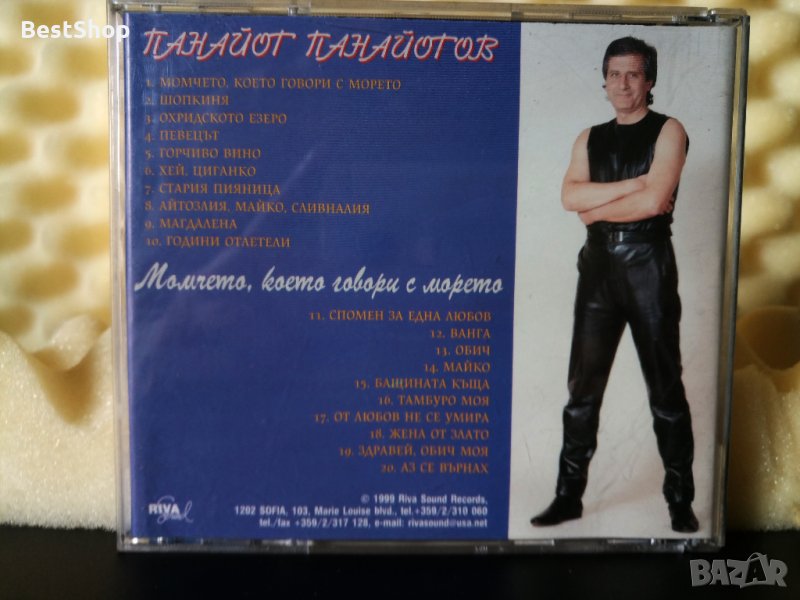 BestShop
ПАНАЙОТ ПАНАЙОТОВ
1. МОМЧЕТО, КОЕТО ГОВОРИ С МОРЕТО
2. ШОПКИНЯ
3. ОХРИДСКОТО ЕЗЕРО
4. ПЕВЕЦЪТ
5. ГОРЧИВО ВИНО
6. ХЕЙ, ЦИГАНКО
7. СТАРИЯ ПИЯНИЦА
8. АЙТОЗЛИЯ, МАЙКО, СЛИВНАЛИЯ
9. МАГДАЛЕНА
10. ГОДИНИ ОТЛЕТЕЛИ
Момчето, което говори с морето
11. СПОМЕН ЗА ЕДНА ЛЮБОВ
12. ВАНГА
13. ОБИЧ
14. МАЙКО
15. БАЩИНАТА КЪЩА
16. ТАМБУРО МОЯ
17. ОТ ЛЮБОВ НЕ СЕ УМИРА
18. ЖЕНА ОТ ЗЛАТО
19. ЗДРАВЕЙ, ОБИЧ МОЯ
20. АЗ СЕ ВЪРНАХ
RIVA Sound
© 1999 Riva Sound Records,
1202 SOFIA, 103, Marie Louise blvd., tel.+359/2/310 060
tel./fax +359/2/317 128, e-mail: rivasound@usa.net
BAZAR
www.Bazar.bg